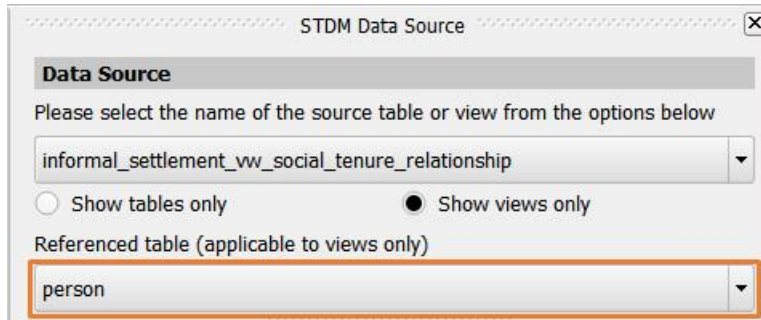 STDM Data Source
Data Source
Please select the name of the source table or view from the options below
informal_settlement_vw_social_tenure_relationship
Show tables only Show views only
Referenced table (applicable to views only)
person